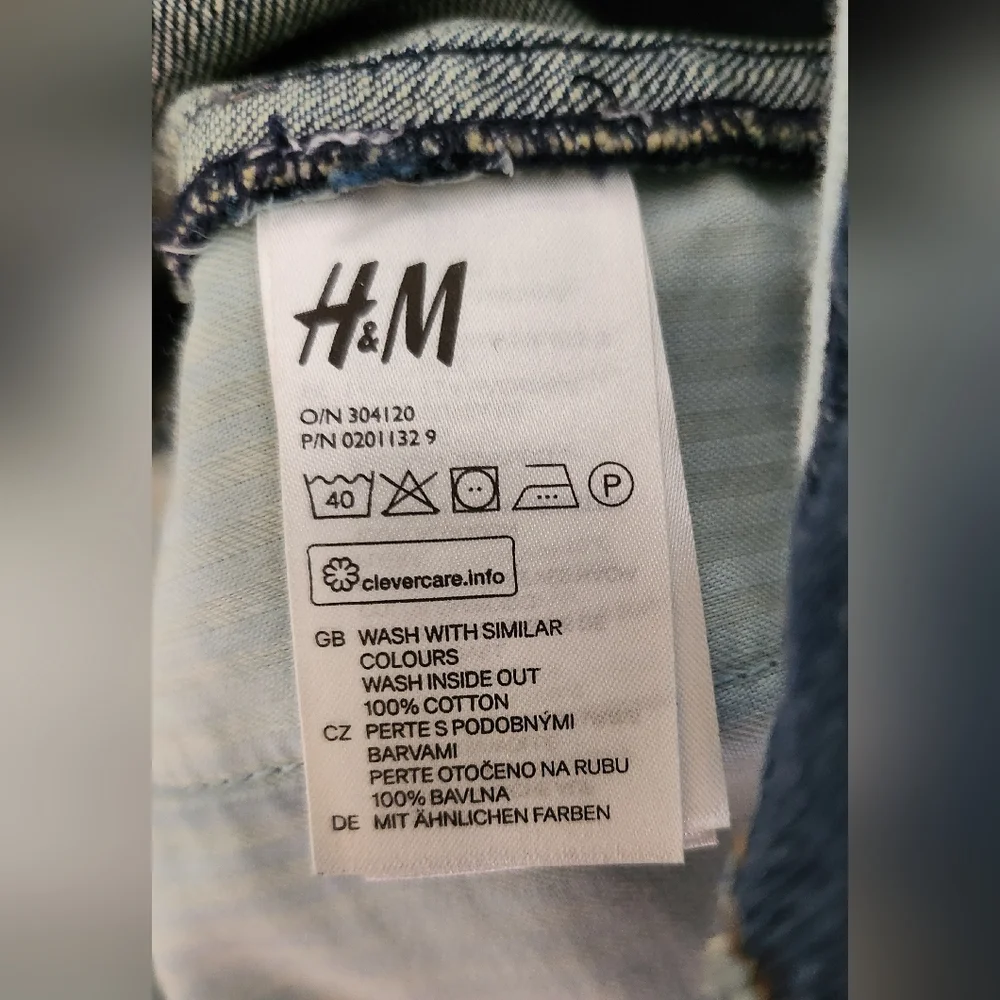 H&M
O/N 304120
P/N 0201132 9
40 P
clevercare.info
GB WASH WITH SIMILAR
COLOURS
WASH INSIDE OUT
100% COTTON
CZ PERTE S PODOBNÝMI
BARVAMI
PERTE OTOČENO NA RUBU
100% BAVLNA
DE MIT ÄHNLICHEN FARBEN